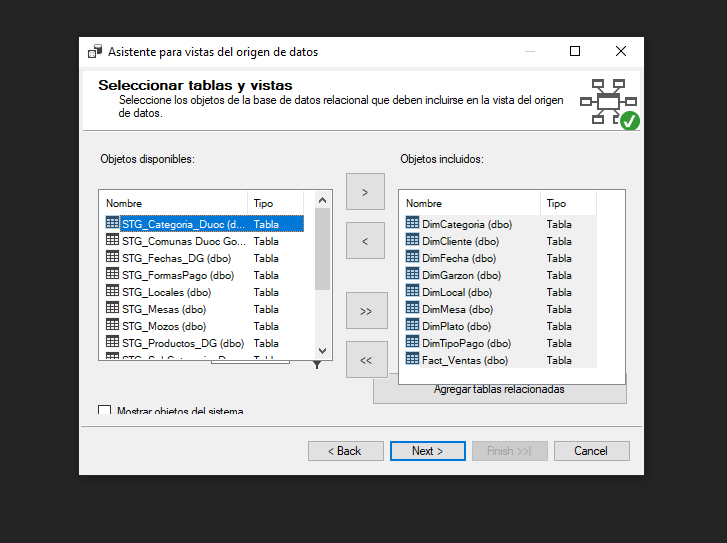 Asistente para vistas del origen de datos
Seleccionar tablas y vistas
Seleccione los objetos de la base de datos relacional que deben incluirse en la vista del origen
de datos.
Objetos disponibles:
Objetos incluidos:
Nombre Tipo
STG_Categoria_Duoc (d... Tabla
STG_Comunas Duoc Go... Tabla
STG_Fechas_DG (dbo) Tabla
STG_FormasPago (dbo) Tabla
STG_Locales (dbo) Tabla
STG_Mesas (dbo) Tabla
STG_Mozos (dbo) Tabla
STG_Productos_DG (dbo) Tabla
>
<
>>
<<
Nombre Tipo
DimCategoria (dbo) Tabla
DimCliente (dbo) Tabla
DimFecha (dbo) Tabla
DimGarzon (dbo) Tabla
DimLocal (dbo) Tabla
DimMesa (dbo) Tabla
DimPlato (dbo) Tabla
DimTipoPago (dbo) Tabla
Fact_Ventas (dbo) Tabla
Agregar tablas relacionadas
Mostrar objetos del sistema
< Back
Next >
Finish >>|
Cancel